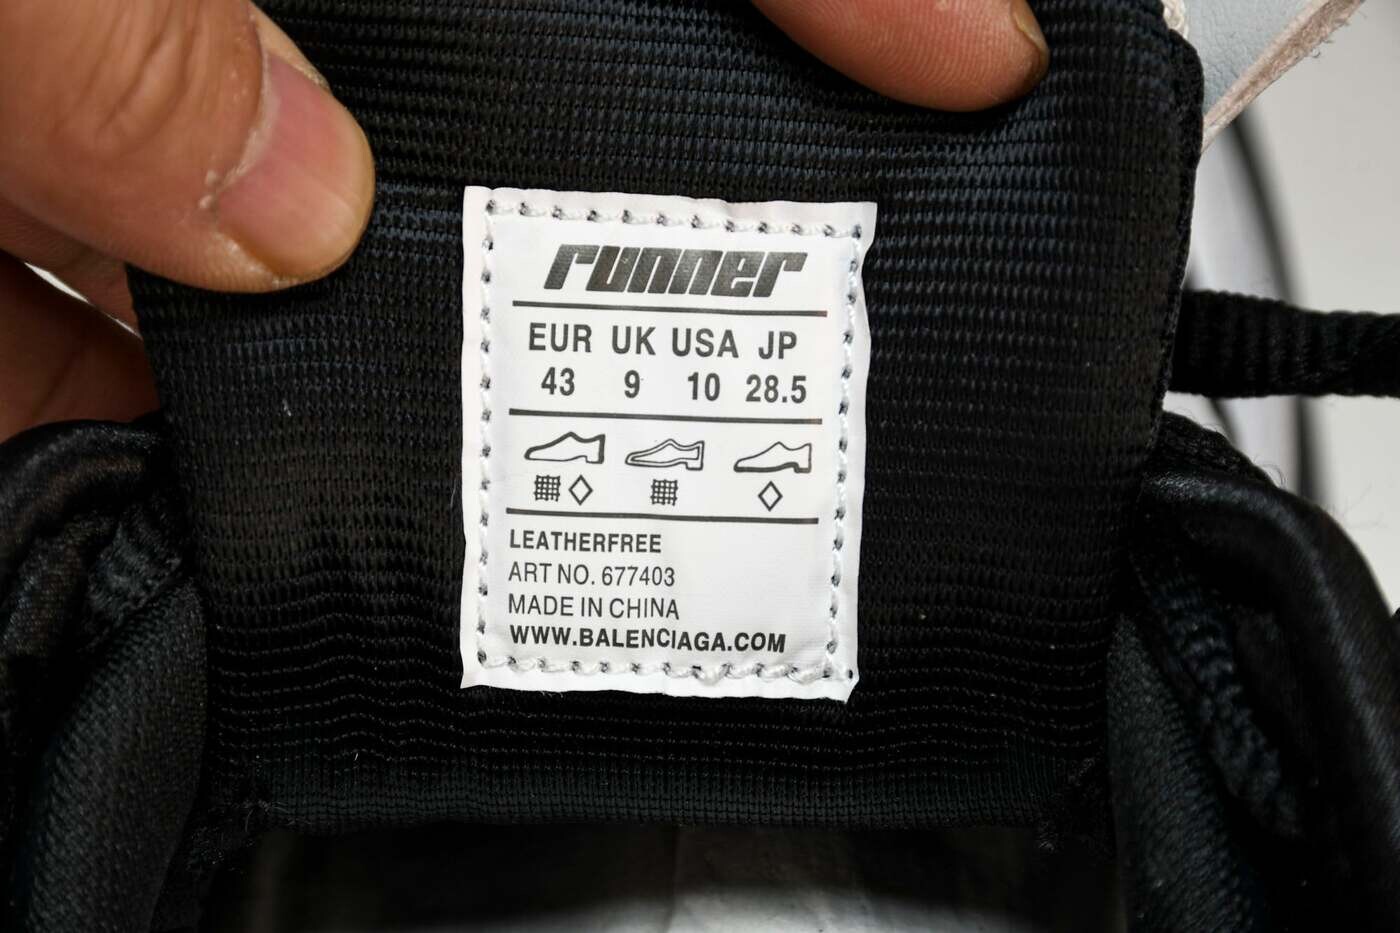 runner
EUR UK USA JP
43 9 10 28.5
LEATHERFREE
ART NO. 677403
MADE IN CHINA
WWW.BALENCIAGA.COM